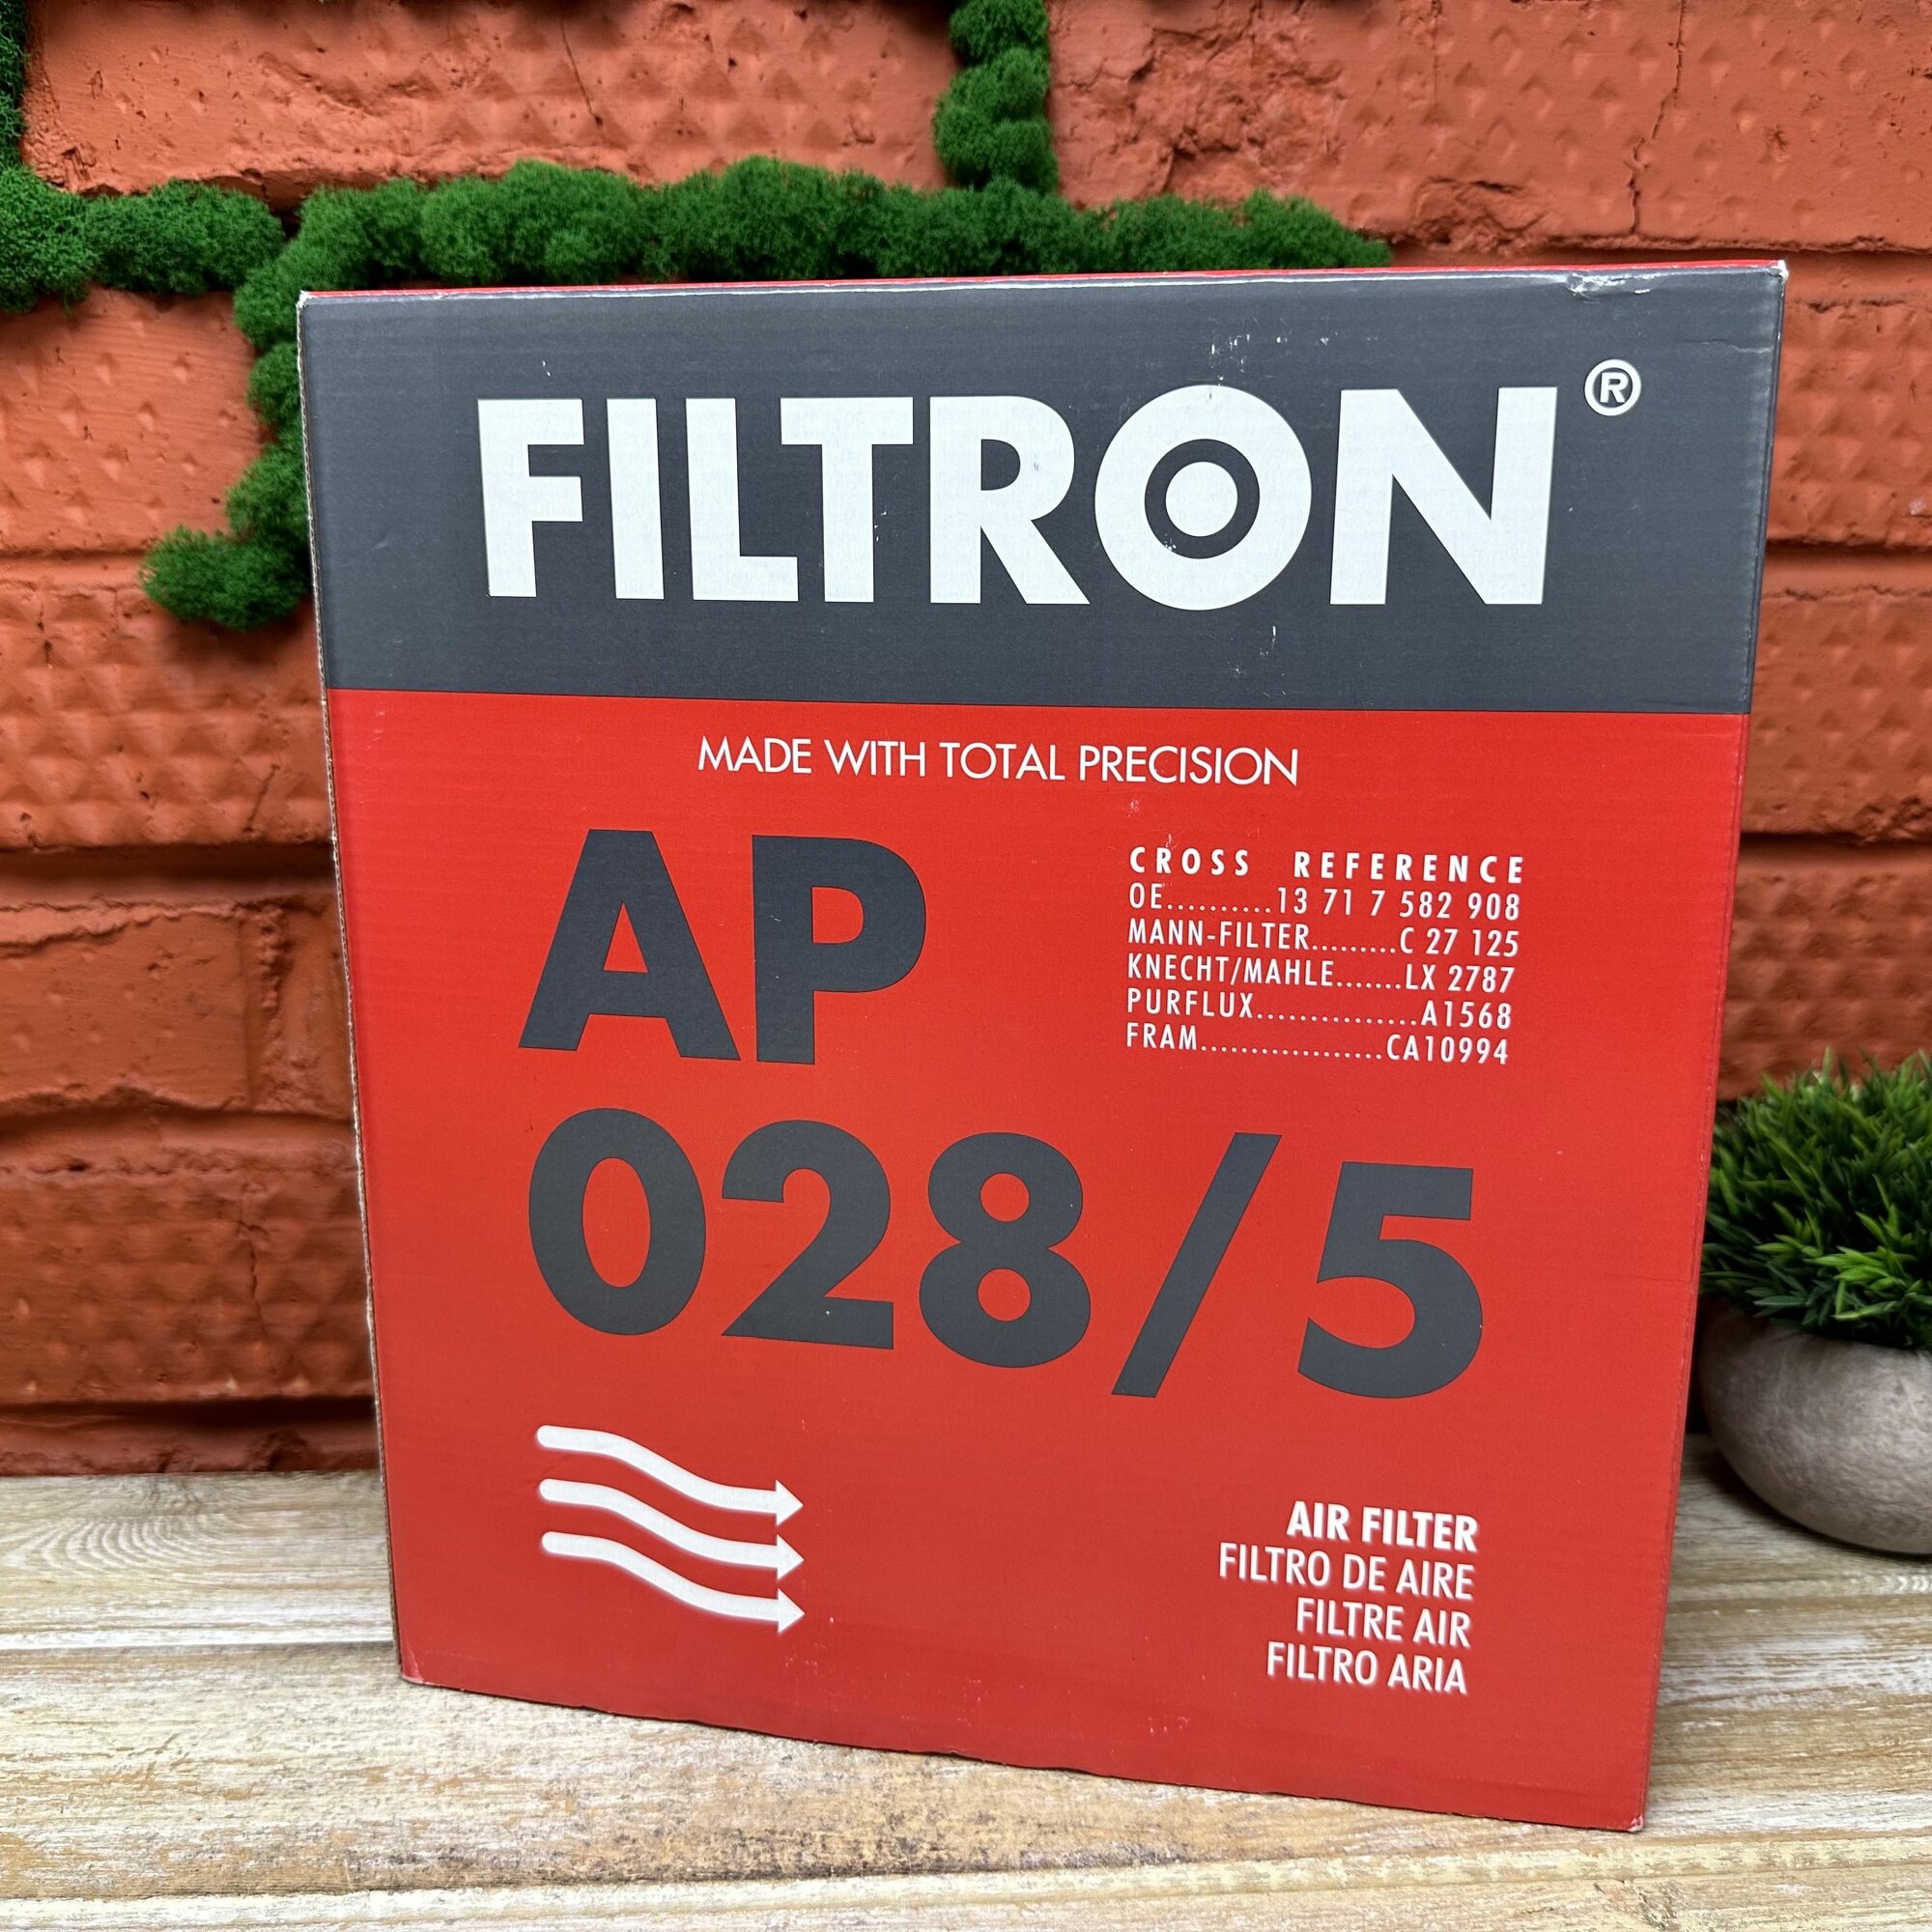 FILTRON®
MADE WITH TOTAL PRECISION
AP
028/5
CROSS REFERENCE
OE..........13 71 7 582 908
MANN-FILTER.........C 27 125
KNECHT/MAHLE.......LX 2787
PURFLUX................A1568
FRAM..................CA10994
AIR FILTER
FILTRO DE AIRE
FILTRE AIR
FILTRO ARIA